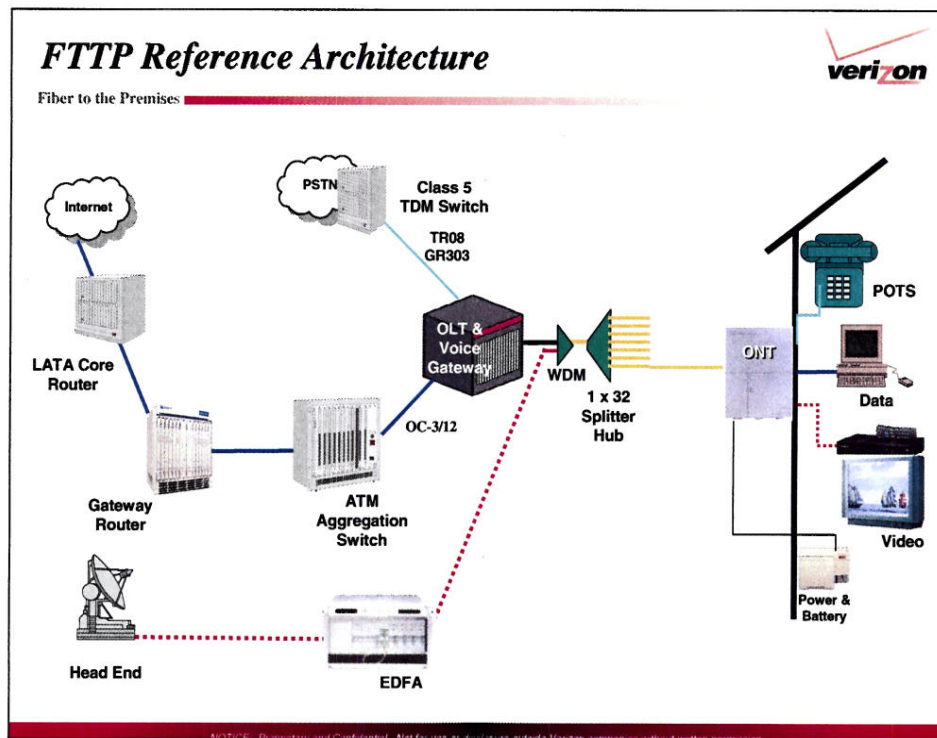 FTTP Reference Architecture
verizon
Fiber to the Premises
PSTN
Class 5
TDM Switch
Internet
TR08
GR303
POTS
OLT &
Voice
Gateway
ONT
LATA Core
Router
WDM
1 x 32
Splitter
Hub
Data
OC-3/12
Gateway
Router
ATM
Aggregation
Switch
Video
Power &
Battery
Head End
EDFA